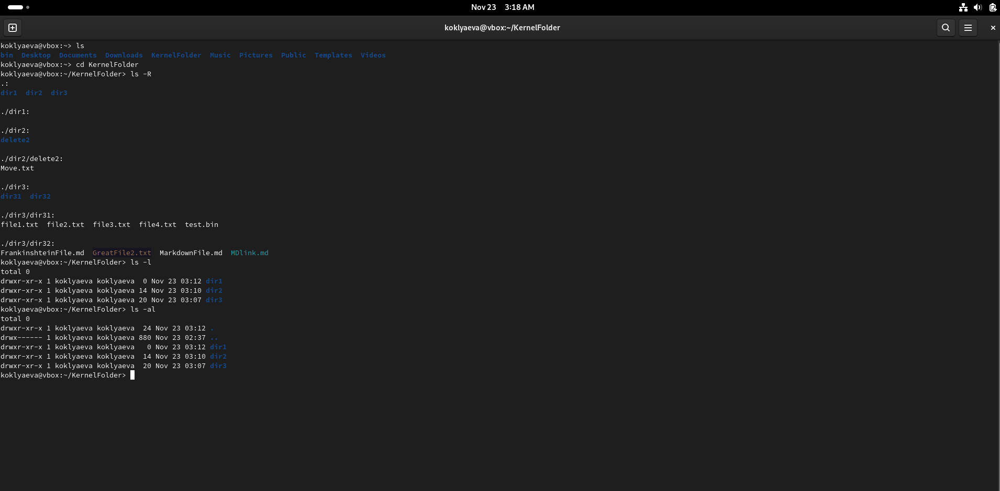 Nov 23 3:18 AM
koklyaeva@vbox:~/KernelFolder
koklyaeva@vbox:~> ls
bin  Desktop  Documents  Downloads  KernelFolder  Music  Pictures  Public  Templates  Videos
koklyaeva@vbox:~> cd KernelFolder
koklyaeva@vbox:~/KernelFolder> ls -R
.:
dir1  dir2  dir3

./dir1:

./dir2:
delete2

./dir2/delete2:
Move.txt

./dir3:
dir31  dir32

./dir3/dir31:
file1.txt  file2.txt  file3.txt  file4.txt  test.bin

./dir3/dir32:
FrankinshteinFile.md  GreatFile2.txt  MarkdownFile.md  MDlink.md
koklyaeva@vbox:~/KernelFolder> ls -l
total 0
drwxr-xr-x 1 koklyaeva koklyaeva  0 Nov 23 03:12 dir1
drwxr-xr-x 1 koklyaeva koklyaeva 14 Nov 23 03:10 dir2
drwxr-xr-x 1 koklyaeva koklyaeva 20 Nov 23 03:07 dir3
koklyaeva@vbox:~/KernelFolder> ls -al
total 0
drwxr-xr-x 1 koklyaeva koklyaeva  24 Nov 23 03:12 .
drwx------ 1 koklyaeva koklyaeva 880 Nov 23 02:37 ..
drwxr-xr-x 1 koklyaeva koklyaeva   0 Nov 23 03:12 dir1
drwxr-xr-x 1 koklyaeva koklyaeva  14 Nov 23 03:10 dir2
drwxr-xr-x 1 koklyaeva koklyaeva  20 Nov 23 03:07 dir3
koklyaeva@vbox:~/KernelFolder>